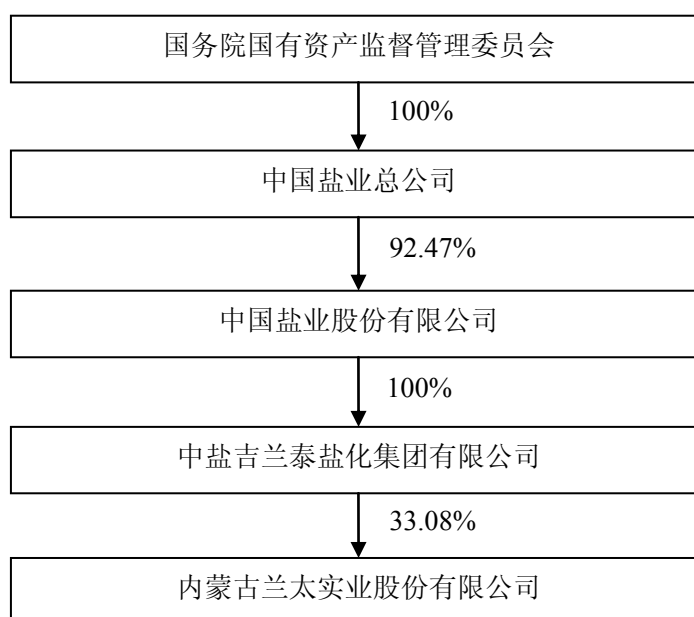 国务院国有资产监督管理委员会
100%
中国盐业总公司
92.47%
中国盐业股份有限公司
100%
中盐吉兰泰盐化集团有限公司
33.08%
内蒙古兰太实业股份有限公司